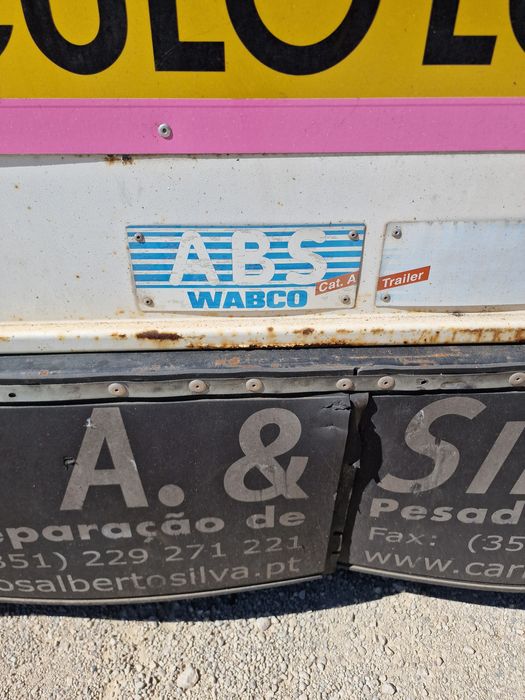 CULO LO
ABS
Cat. A
WABCO
Trailer
A. & Si
eparação de
Pesad
351) 229 271 221
Fax: (35
osalbertosilva.pt
www.car